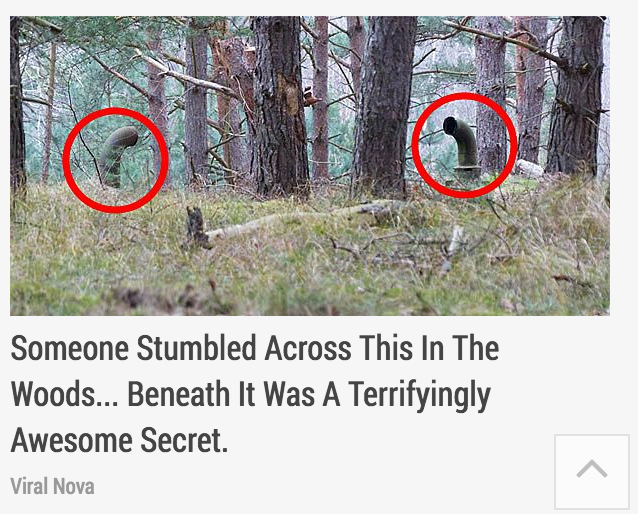 Someone Stumbled Across This In The
Woods... Beneath It Was A Terrifyingly
Awesome Secret.
Viral Nova